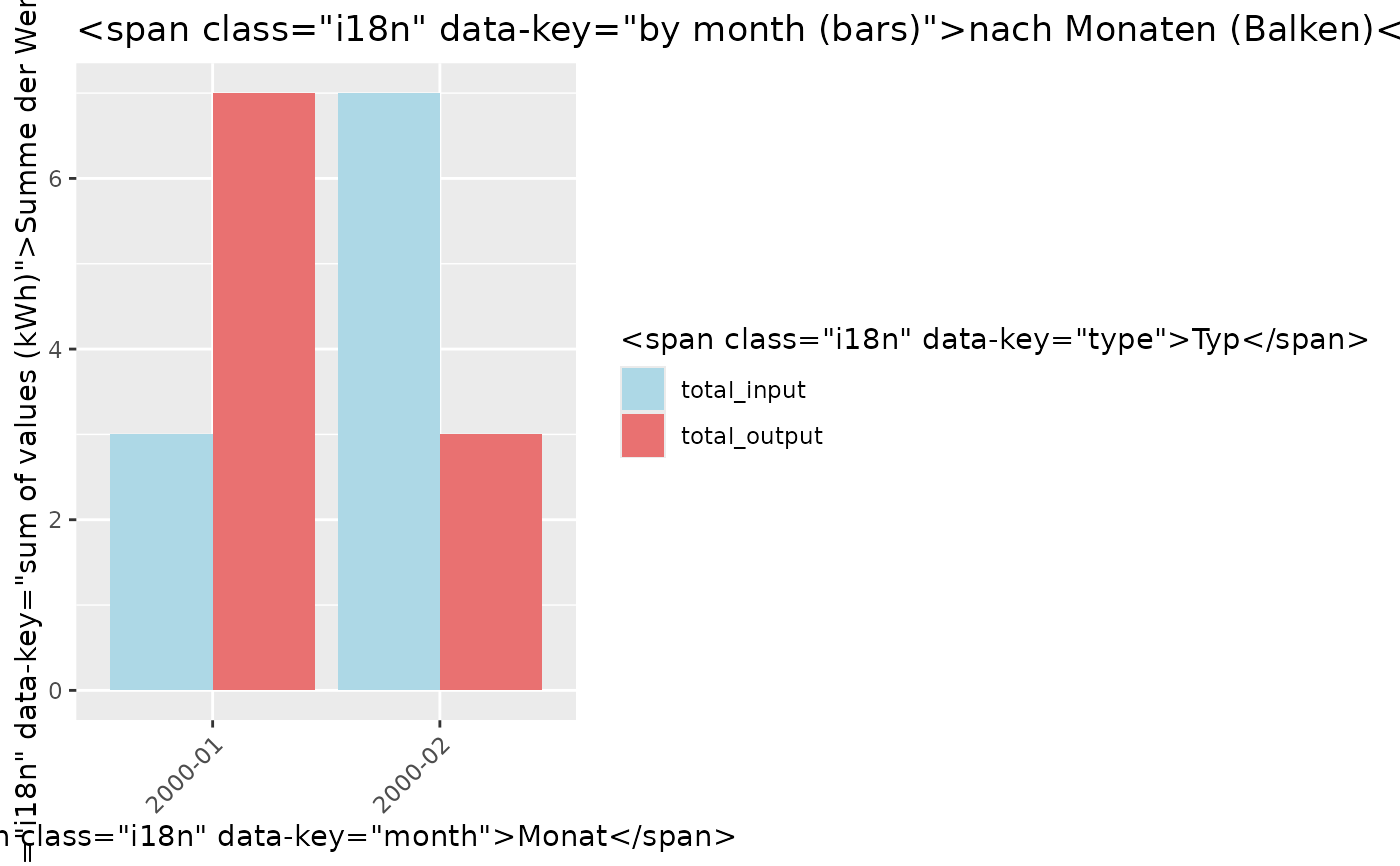 <span class="i18n" data-key="by month (bars)">nach Monaten (Balken)<
"i18n" data-key="sum of values (kWh)">Summe der Wer
6
4
2
0
2000-01
2000-02
class="i18n" data-key="month">Monat</span>
<span class="i18n" data-key="type">Typ</span>
total_input
total_output